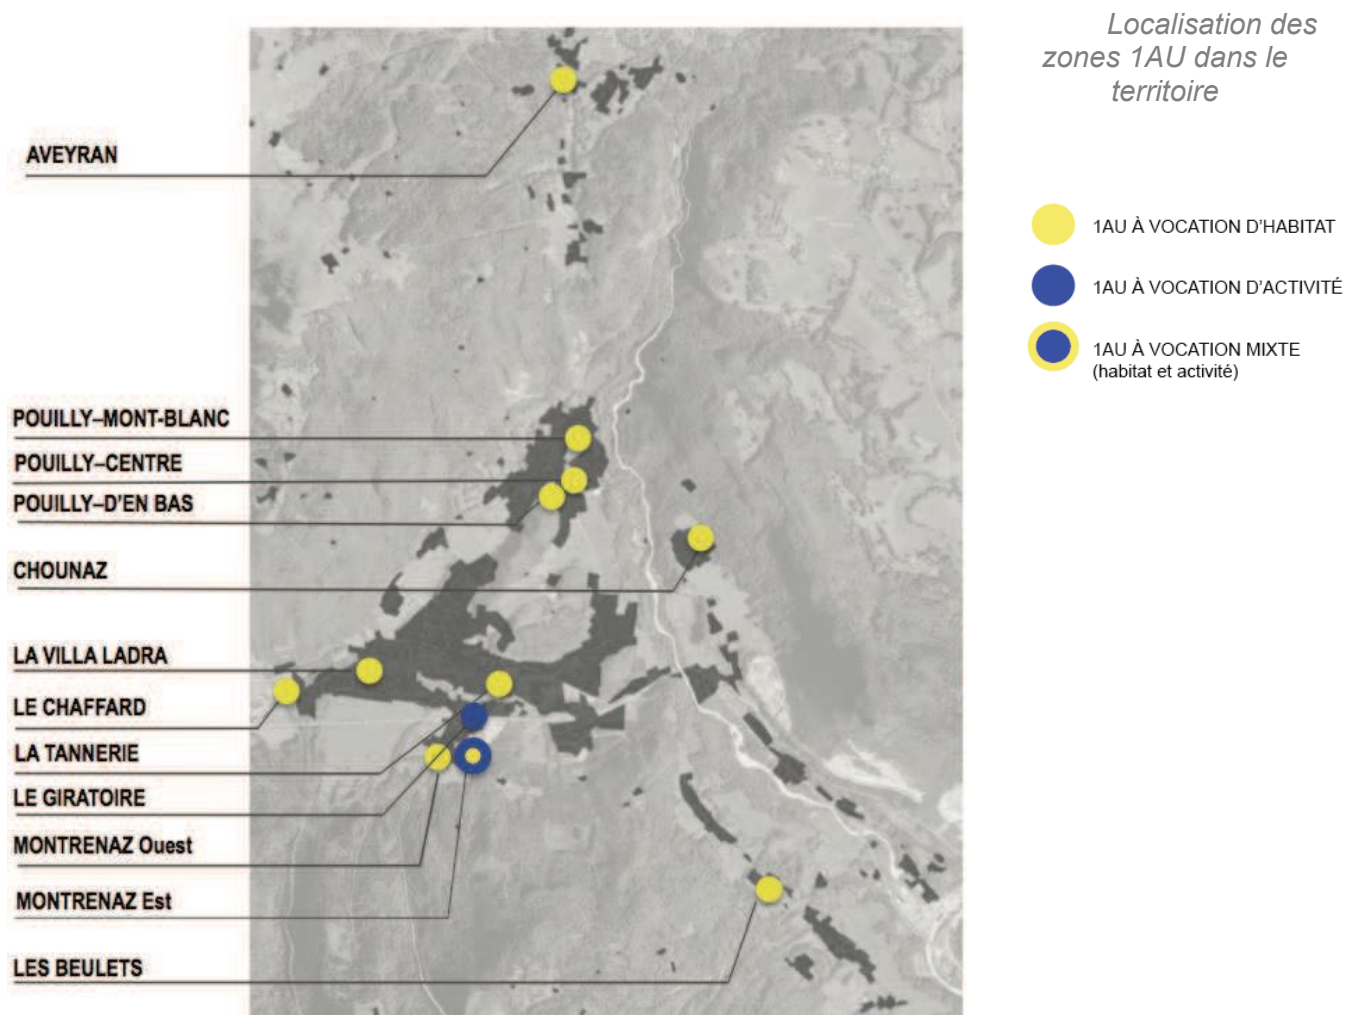 Localisation des
zones 1AU dans le
territoire
AVEYRAN
POUILLY–MONT-BLANC
POUILLY–CENTRE
POUILLY–D'EN BAS
CHOUNAZ
LA VILLA LADRA
LE CHAFFARD
LA TANNERIE
LE GIRATOIRE
MONTRENAZ Ouest
MONTRENAZ Est
LES BEULETS
1AU À VOCATION D'HABITAT
1AU À VOCATION D'ACTIVITÉ
1AU À VOCATION MIXTE
(habitat et activité)